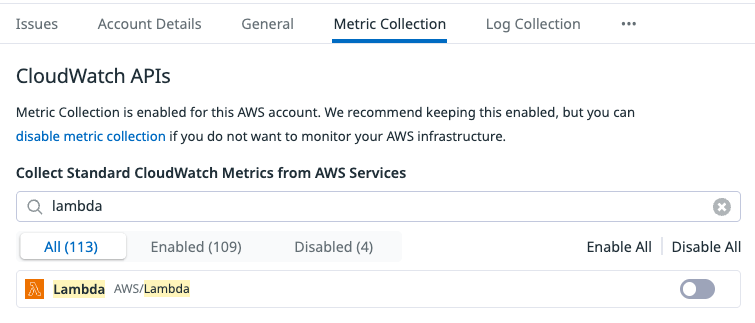 Issues Account Details General Metric Collection Log Collection •••
CloudWatch APIs
Metric Collection is enabled for this AWS account. We recommend keeping this enabled, but you can
disable metric collection if you do not want to monitor your AWS infrastructure.
Collect Standard CloudWatch Metrics from AWS Services
lambda
All (113) Enabled (109) Disabled (4) Enable All Disable All
Lambda AWS/Lambda